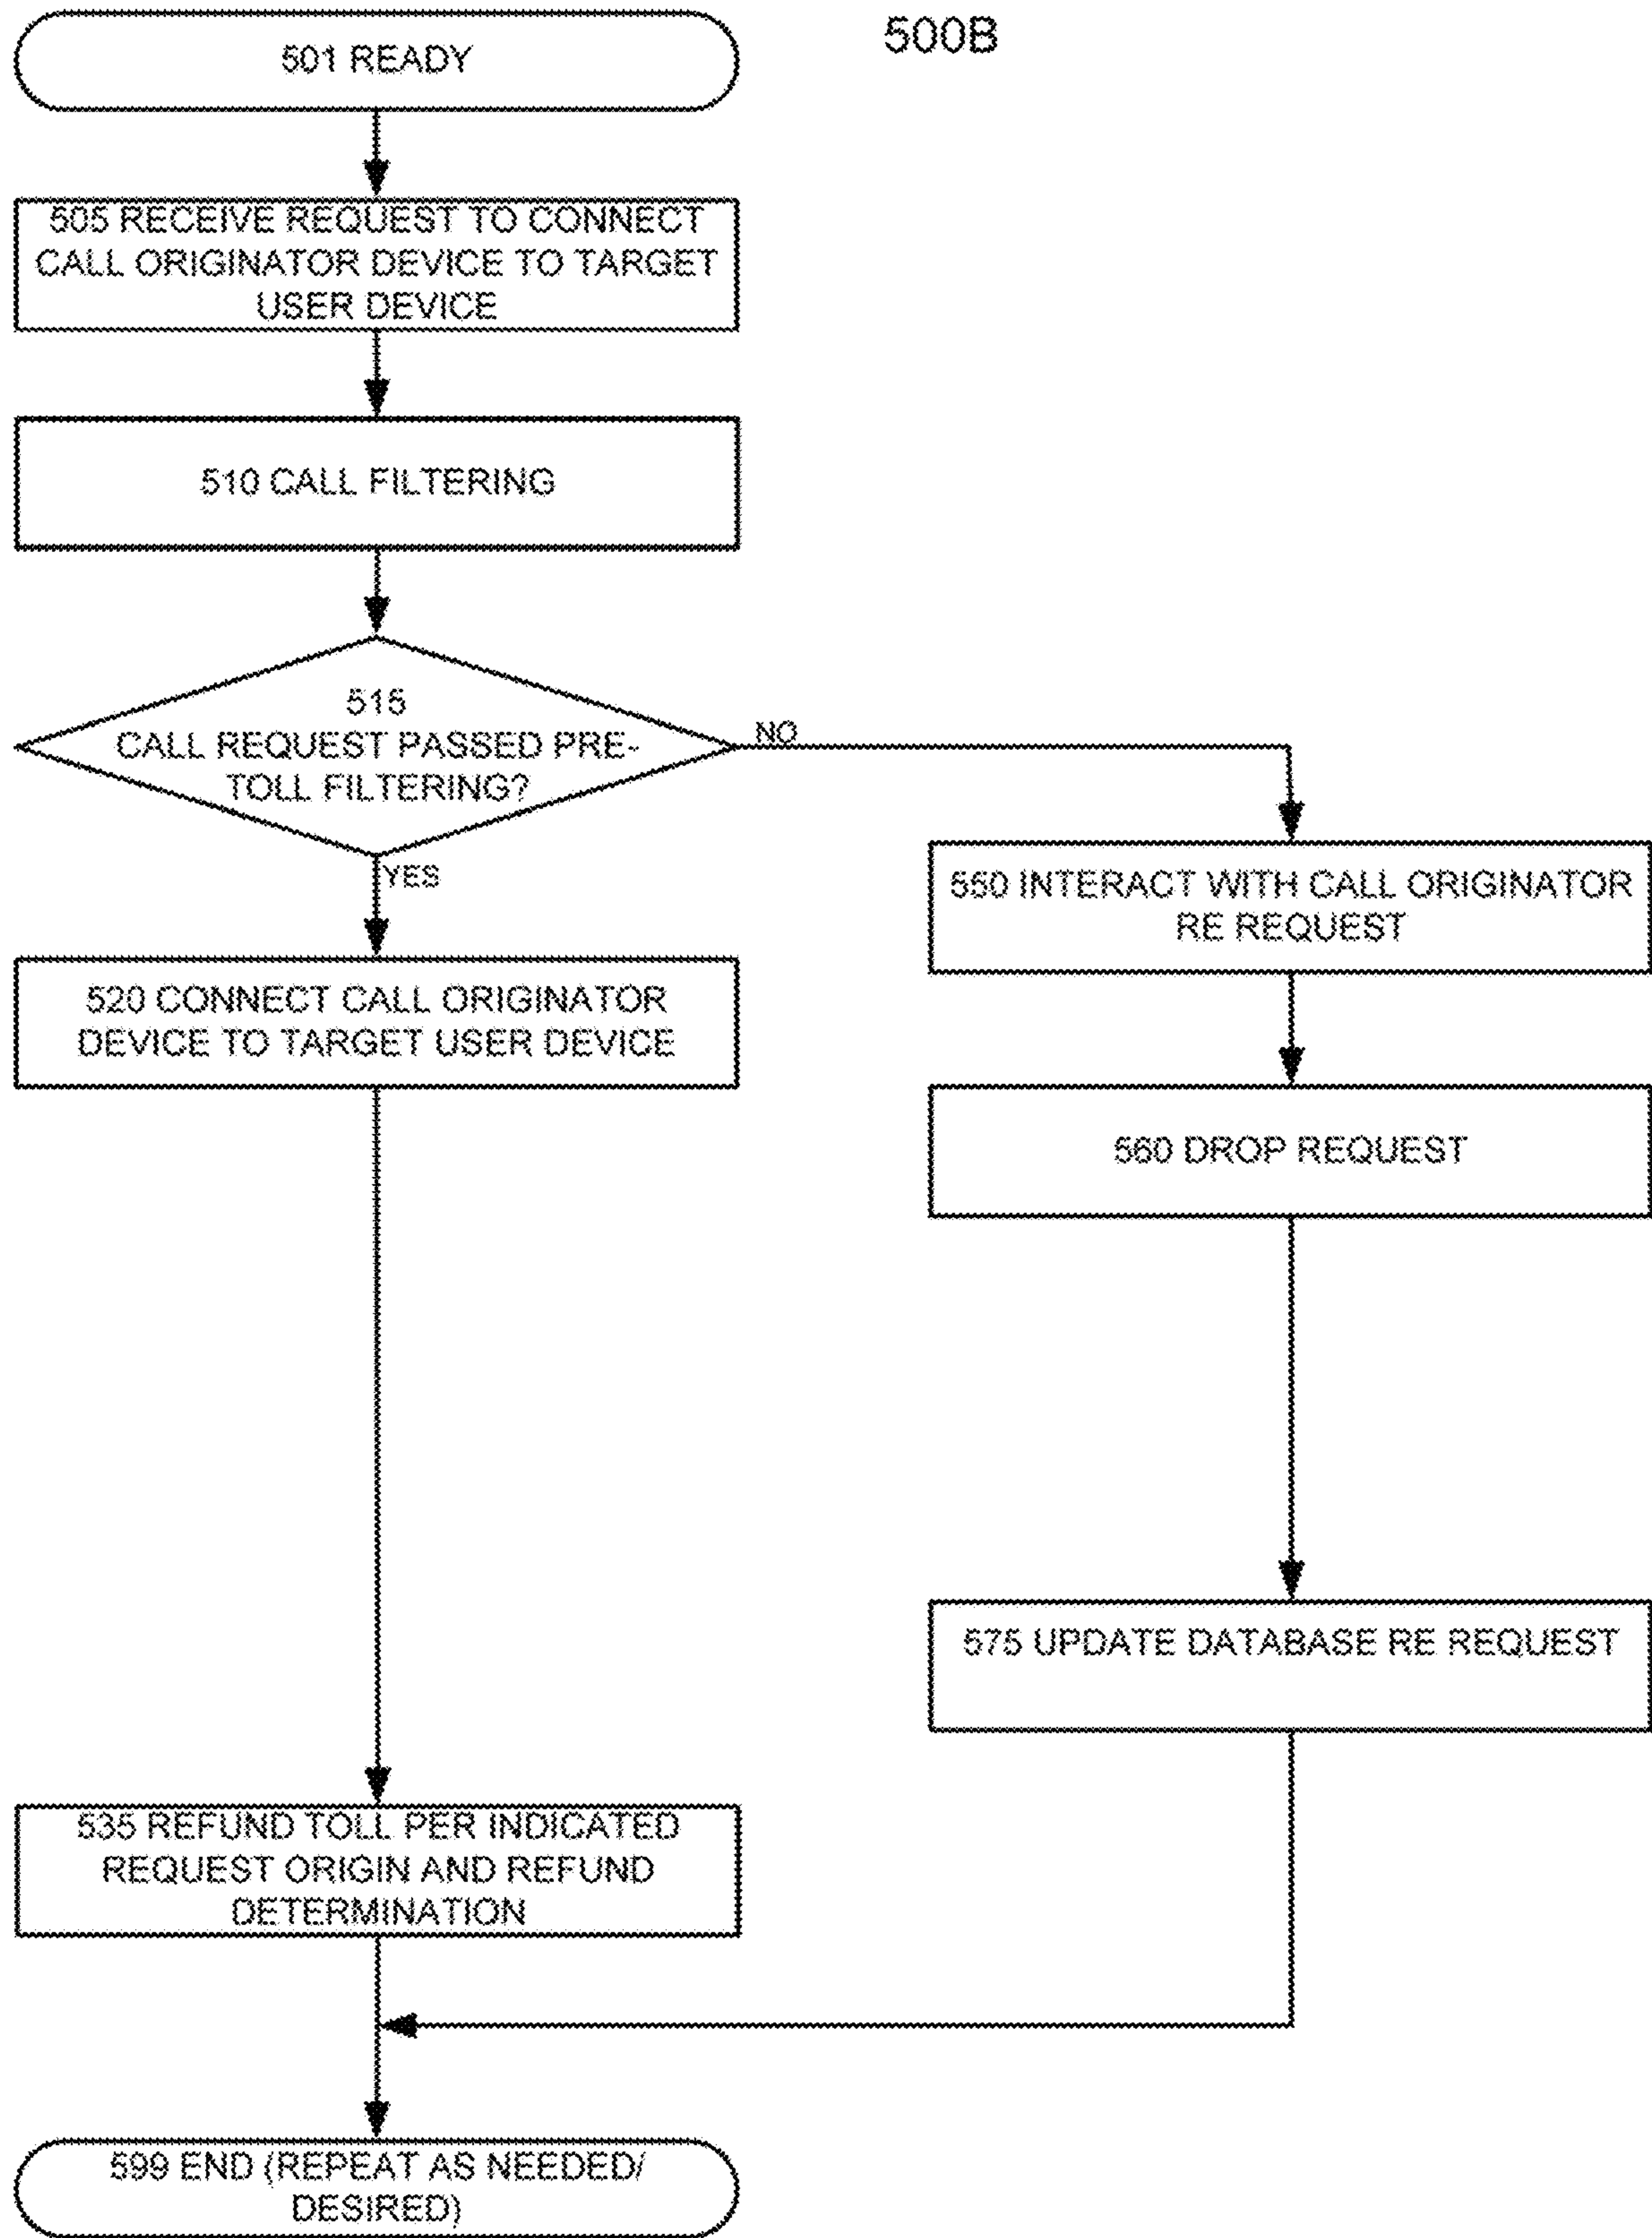 500B
501 READY
505 RECEIVE REQUEST TO CONNECT
CALL ORIGINATOR DEVICE TO TARGET
USER DEVICE
510 CALL FILTERING
515
CALL REQUEST PASSED PRE-
TOLL FILTERING?
NO
YES
520 CONNECT CALL ORIGINATOR
DEVICE TO TARGET USER DEVICE
550 INTERACT WITH CALL ORIGINATOR
RE REQUEST
560 DROP REQUEST
575 UPDATE DATABASE RE REQUEST
535 REFUND TOLL PER INDICATED
REQUEST ORIGIN AND REFUND
DETERMINATION
599 END (REPEAT AS NEEDED/
DESIRED)